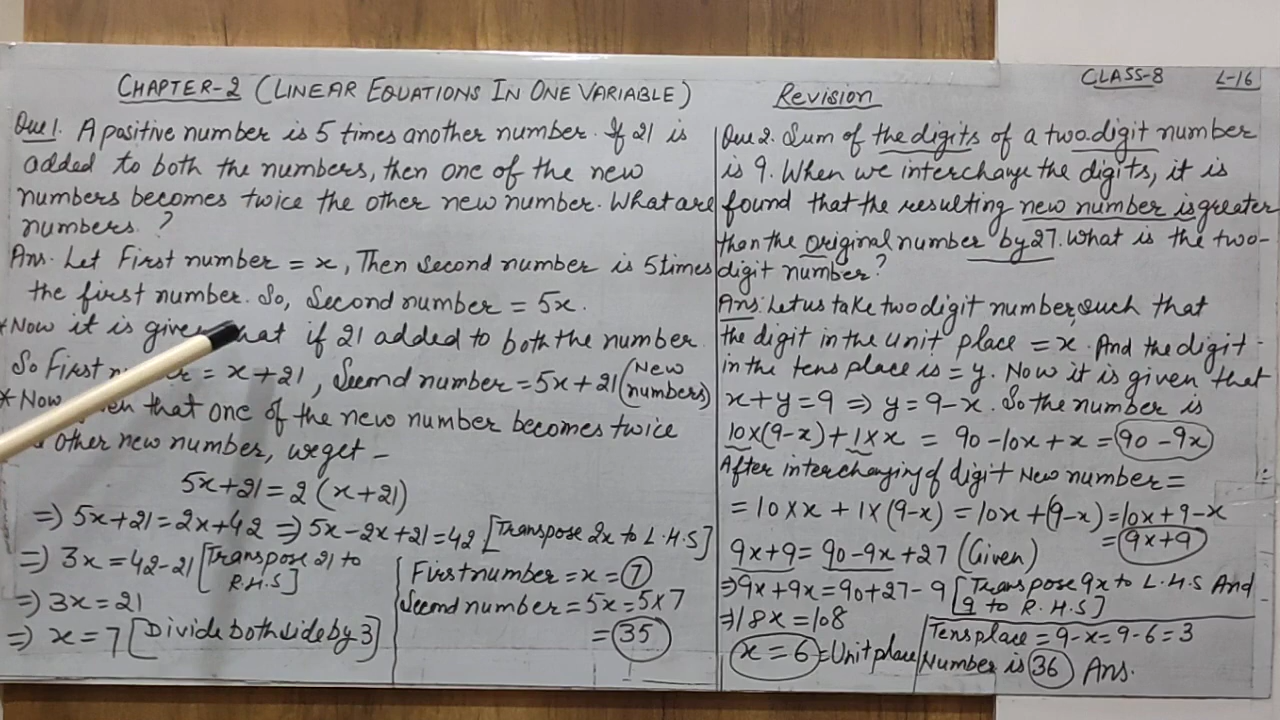 CHAPTER-2 (LINEAR EQUATIONS IN ONE VARIABLE)
Revision
CLASS-8 L-16
Que 1. A positive number is 5 times another number. If 21 is
added to both the numbers, then one of the new
numbers becomes twice the other new number. What are
numbers. ?
Ans. Let First number = x, Then Second number is 5 times
the first number. So, Second number = 5x.
*Now it is given that if 21 added to both the number.
So First = x+21, Second number = 5x+21 (New numbers)
*Now that one of the new number becomes twice
other new number, we get -
5x+21 = 2 (x+21)
⇒ 5x+21 = 2x+42 ⇒ 5x-2x+21 = 42 [Transpose 2x to L.H.S]
⇒ 3x = 42-21 [Transpose 21 to R.H.S]
⇒ 3x = 21
⇒ x = 7 [Divide both side by 3]
First number = x = 7
Second number = 5x = 5x7
= 35
Que 2. Sum of the digits of a two digit number
is 9. When we interchange the digits, it is
found that the resulting new number is greater
than the original number by 27. What is the two-
digit number?
Ans: Let us take two digit number, such that
the digit in the unit place = x. And the digit
in the tens place is = y. Now it is given that
x+y=9 ⇒ y=9-x. So the number is
10x(9-x)+1xx = 90-10x+x = 90-9x
After interchanging of digit New number =
= 10xx + 1x(9-x) = 10x+(9-x) = 10x+9-x
= 9x+9
9x+9 = 90-9x+27 (Given)
⇒ 9x+9x = 90+27-9 [Transpose 9x to L.H.S And
9 to R.H.S]
⇒ 18x = 108
x = 6 = Unit place
Tens place = 9-x = 9-6 = 3
Number is 36 Ans.